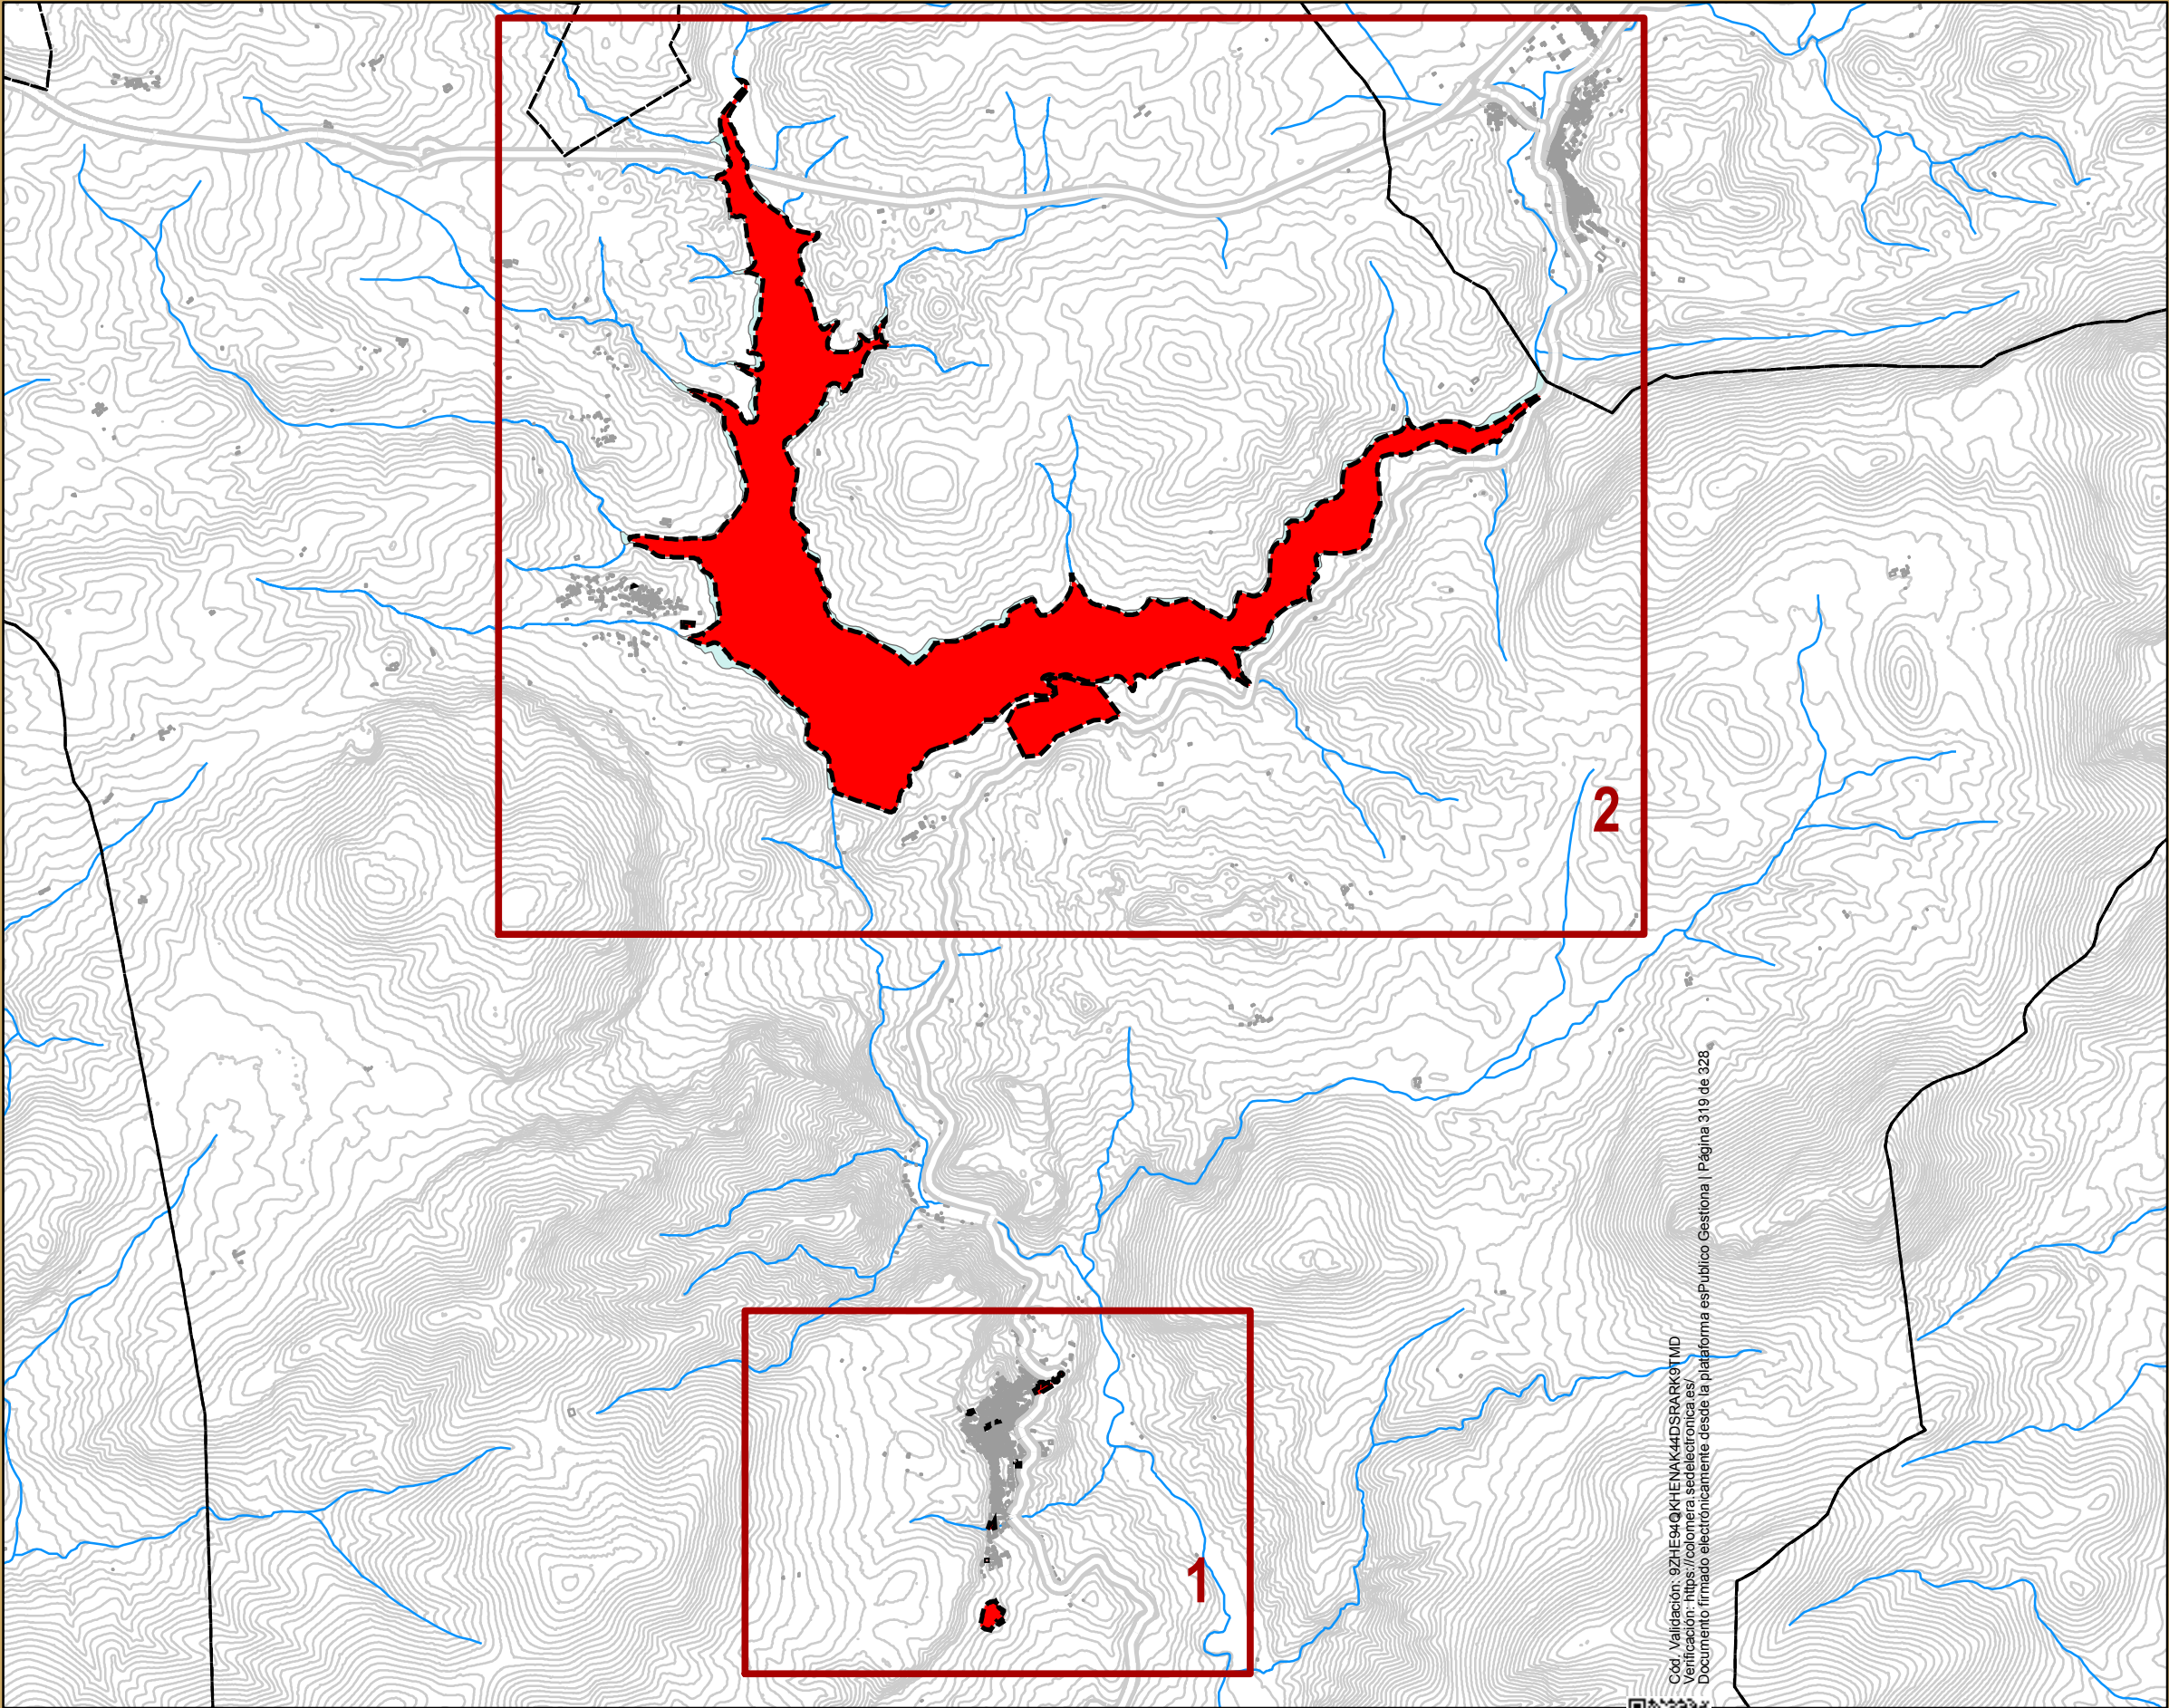 2
1
Cód. Validación: 9ZHE94QKHENAK44DSRARK9TMD
Verificación: https://colomera.sedelectronica.es/
Documento firmado electrónicamente desde la plataforma esPublico Gestiona | Página 319 de 328